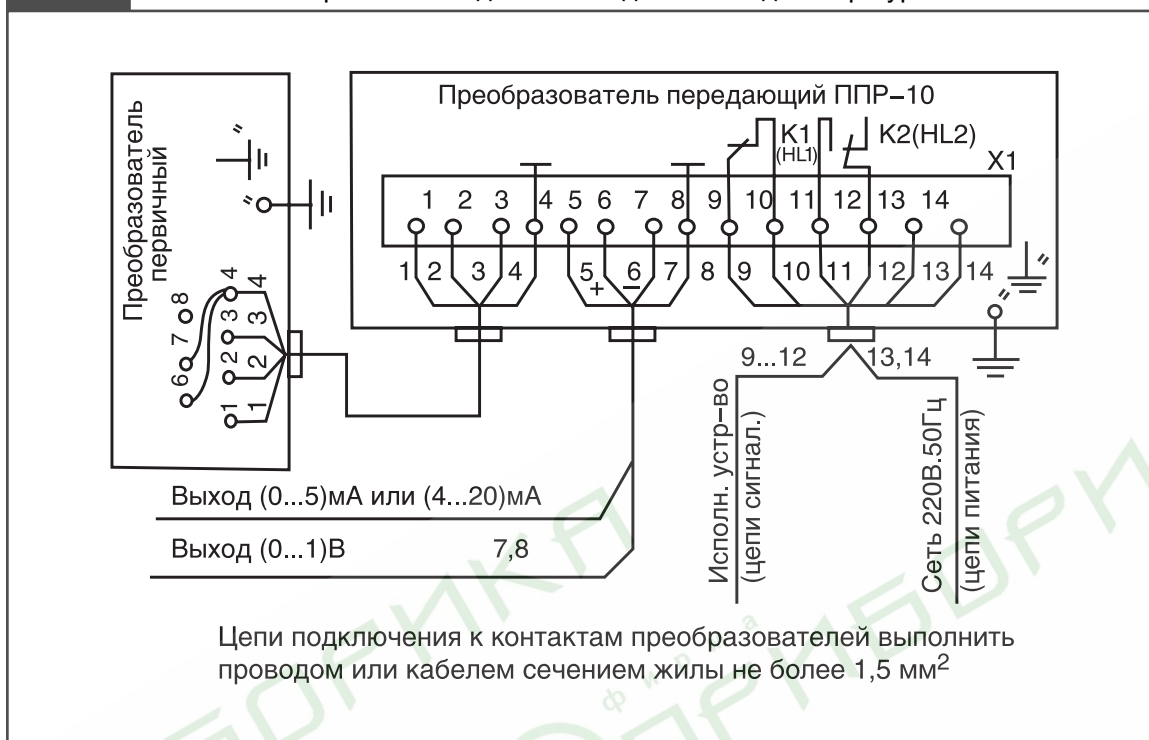 Преобразователь передающий ППР–10
Преобразователь
первичный
К1
(HL1)
К2(HL2)
X1
1 2 3 4 5 6 7 8 9 10 11 12 13 14
1 2 3 4 5 6 7 8 9 10 11 12 13 14
+ –
8 7 6
4 3 2 1
4 3 2 1
9...12
13,14
Исполн. устр–во
(цепи сигнал.)
Сеть 220В.50Гц
(цепи питания)
Выход (0...5)мА или (4...20)мА
Выход (0...1)В 7,8
Цепи подключения к контактам преобразователей выполнить
проводом или кабелем сечением жилы не более 1,5 мм2
фирма